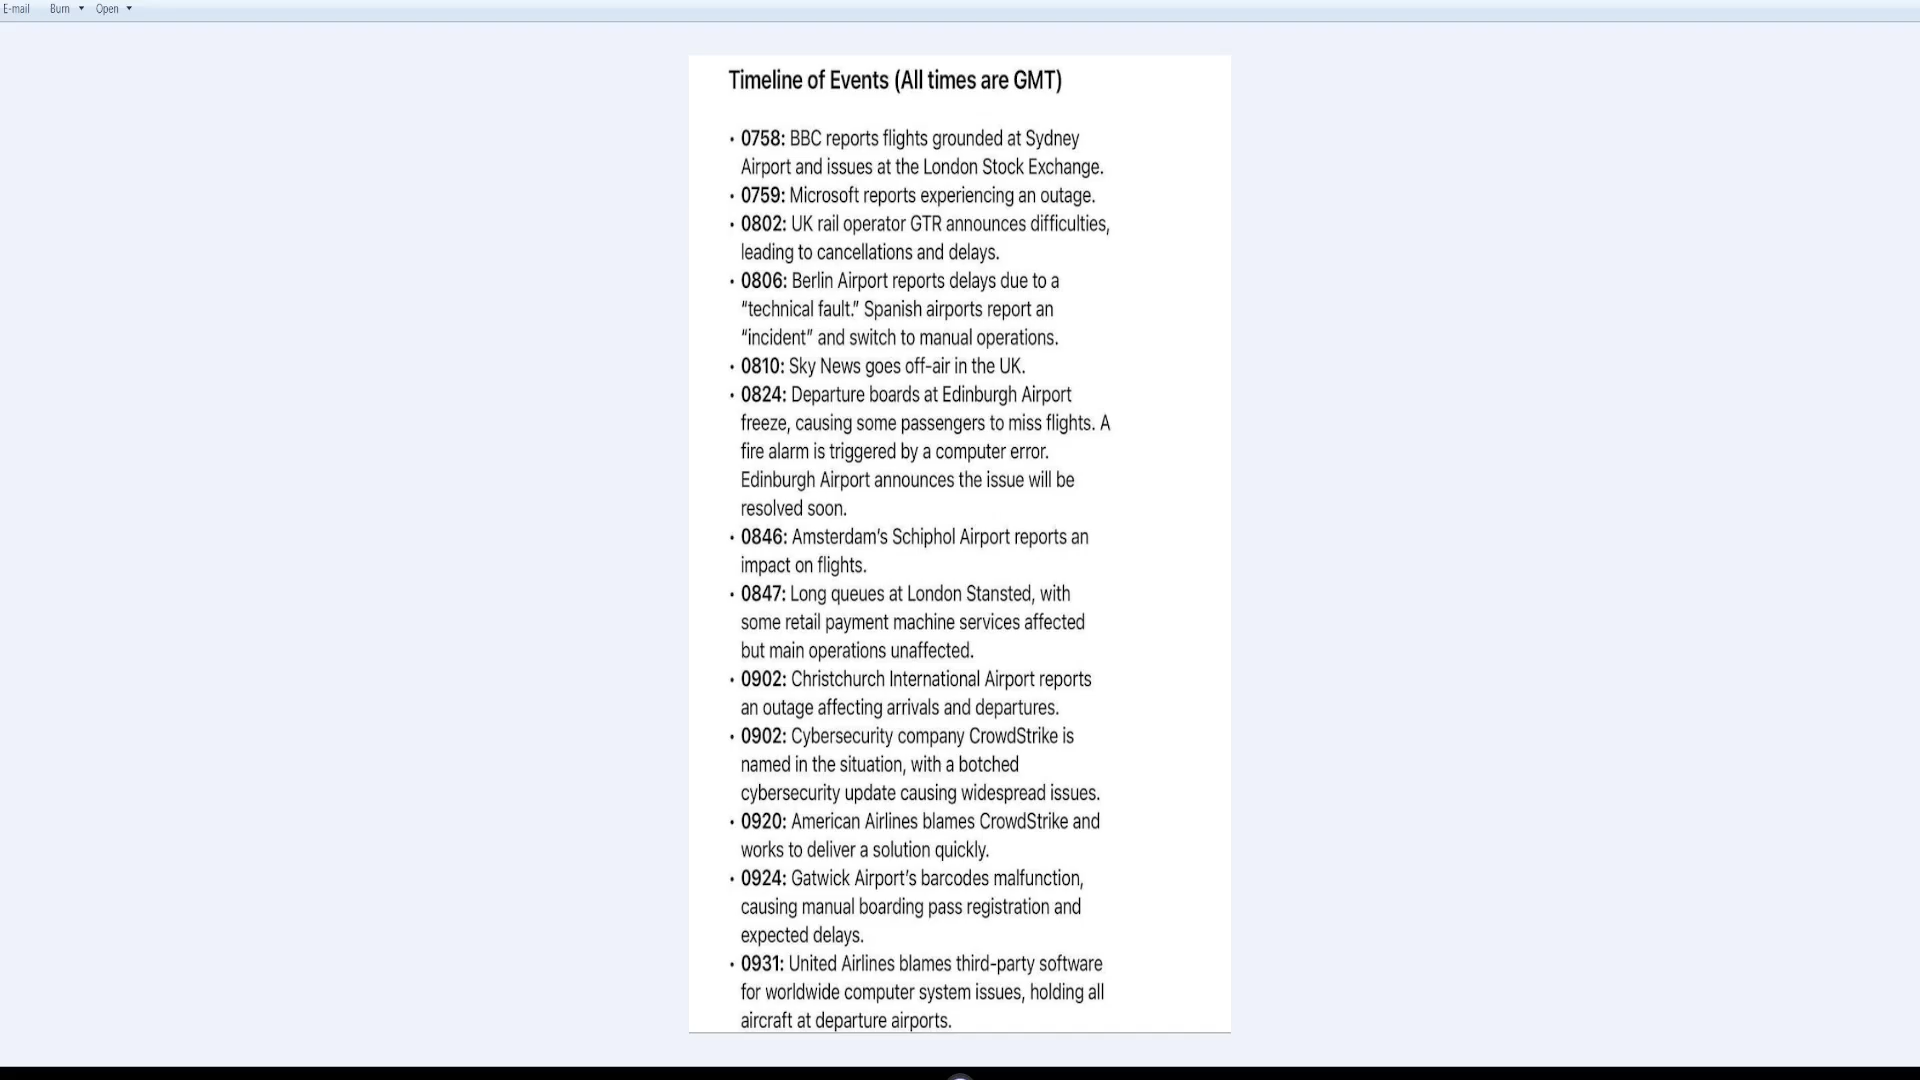 E-mail Burn Open
Timeline of Events (All times are GMT)
• 0758: BBC reports flights grounded at Sydney
Airport and issues at the London Stock Exchange.
• 0759: Microsoft reports experiencing an outage.
• 0802: UK rail operator GTR announces difficulties,
leading to cancellations and delays.
• 0806: Berlin Airport reports delays due to a
“technical fault.” Spanish airports report an
“incident” and switch to manual operations.
• 0810: Sky News goes off-air in the UK.
• 0824: Departure boards at Edinburgh Airport
freeze, causing some passengers to miss flights. A
fire alarm is triggered by a computer error.
Edinburgh Airport announces the issue will be
resolved soon.
• 0846: Amsterdam’s Schiphol Airport reports an
impact on flights.
• 0847: Long queues at London Stansted, with
some retail payment machine services affected
but main operations unaffected.
• 0902: Christchurch International Airport reports
an outage affecting arrivals and departures.
• 0902: Cybersecurity company CrowdStrike is
named in the situation, with a botched
cybersecurity update causing widespread issues.
• 0920: American Airlines blames CrowdStrike and
works to deliver a solution quickly.
• 0924: Gatwick Airport’s barcodes malfunction,
causing manual boarding pass registration and
expected delays.
• 0931: United Airlines blames third-party software
for worldwide computer system issues, holding all
aircraft at departure airports.